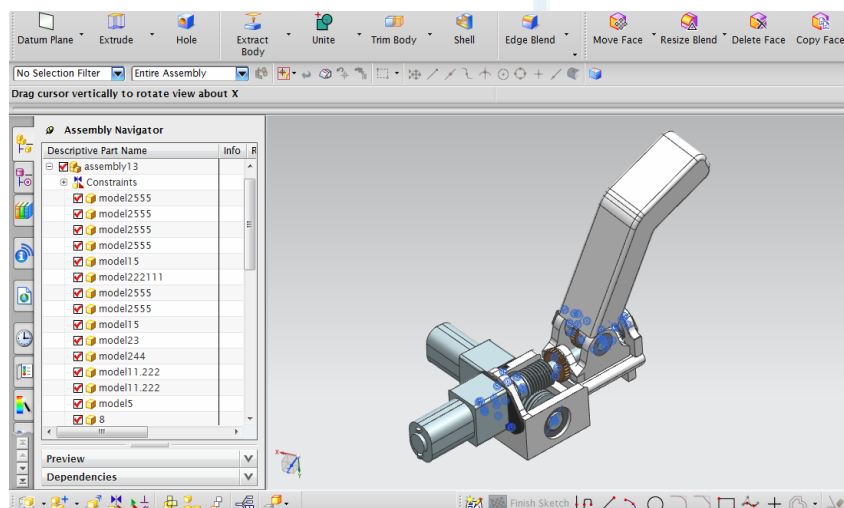 Datum Plane
Extrude
Hole
Extract
Body
Unite
Trim Body
Shell
Edge Blend
Move Face
Resize Blend
Delete Face
Copy Face
No Selection Filter
Entire Assembly
Drag cursor vertically to rotate view about X
Assembly Navigator
Descriptive Part Name Info R
assembly13
Constraints
model2555
model2555
model2555
model2555
model15
model222111
model2555
model2555
model15
model23
model244
model11.222
model11.222
model5
8
Preview
Dependencies
Finish Sketch